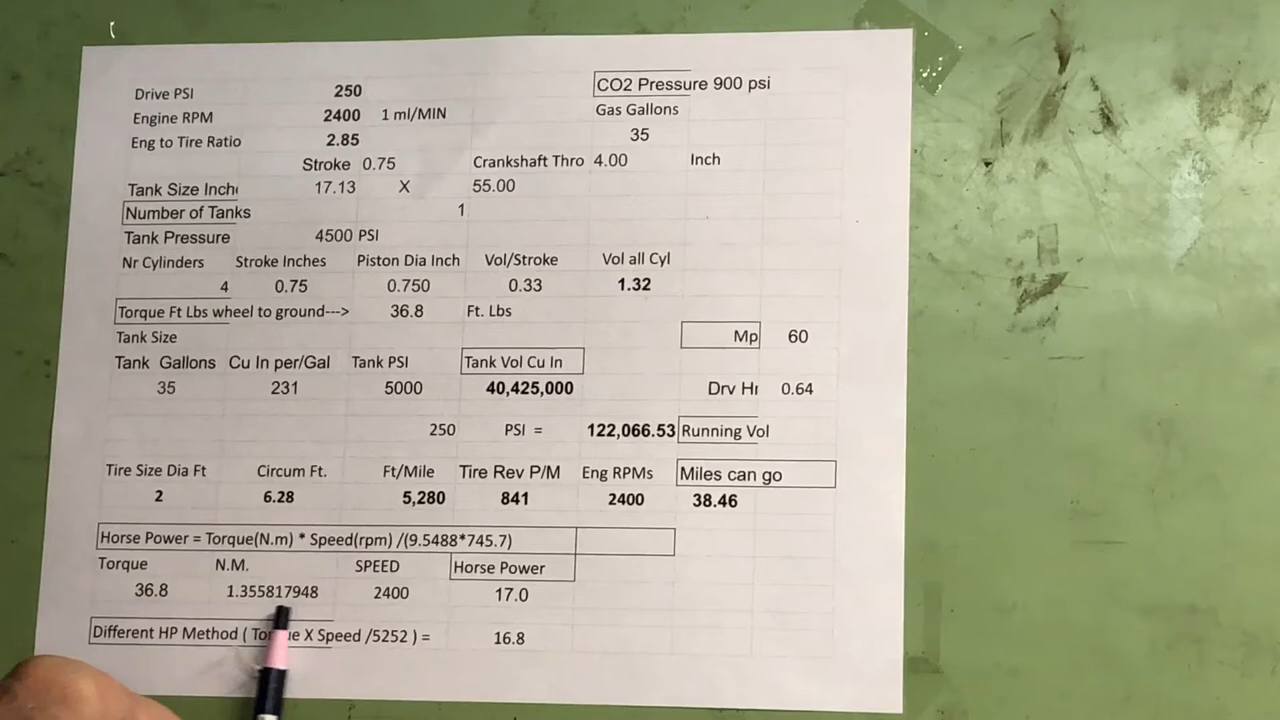 Drive PSI 250 CO2 Pressure 900 psi
Engine RPM 2400 1 ml/MIN Gas Gallons
Eng to Tire Ratio 2.85 35
Stroke 0.75 Crankshaft Thro 4.00 Inch
Tank Size Inch 17.13 X 55.00
Number of Tanks 1
Tank Pressure 4500 PSI
Nr Cylinders Stroke Inches Piston Dia Inch Vol/Stroke Vol all Cyl
4 0.75 0.750 0.33 1.32
Torque Ft Lbs wheel to ground---> 36.8 Ft. Lbs
Tank Size Mp 60
Tank Gallons Cu In per/Gal Tank PSI Tank Vol Cu In
35 231 5000 40,425,000 Drv Hr 0.64
250 PSI = 122,066.53 Running Vol
Tire Size Dia Ft Circum Ft. Ft/Mile Tire Rev P/M Eng RPMs Miles can go
2 6.28 5,280 841 2400 38.46
Horse Power = Torque(N.m) * Speed(rpm) /(9.5488*745.7)
Torque N.M. SPEED Horse Power
36.8 1.355817948 2400 17.0
Different HP Method ( Torque X Speed /5252 ) = 16.8